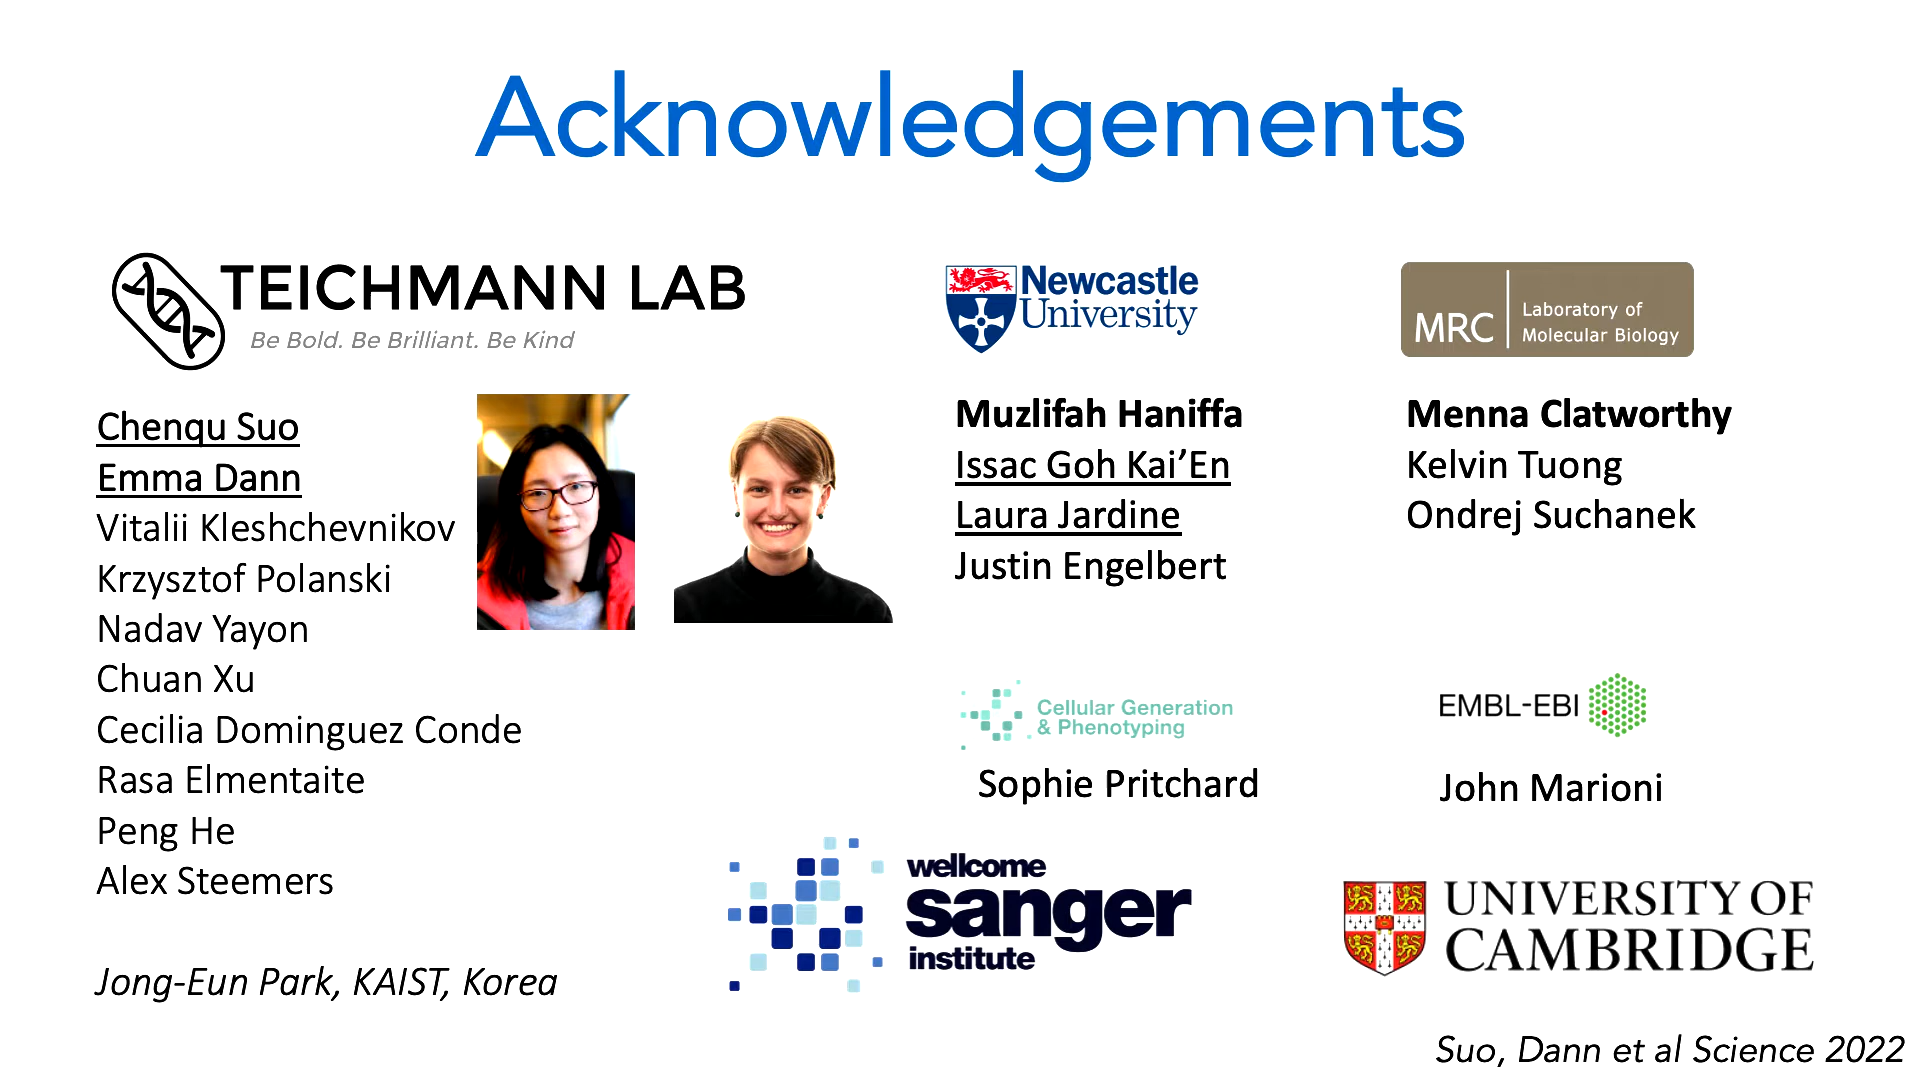 Acknowledgements
TEICHMANN LAB
Be Bold. Be Brilliant. Be Kind
Chenqu Suo
Emma Dann
Vitalii Kleshchevnikov
Krzysztof Polanski
Nadav Yayon
Chuan Xu
Cecilia Dominguez Conde
Rasa Elmentaite
Peng He
Alex Steemers
Jong-Eun Park, KAIST, Korea
Newcastle
University
Muzlifah Haniffa
Issac Goh Kai’En
Laura Jardine
Justin Engelbert
MRC
Laboratory of
Molecular Biology
Menna Clatworthy
Kelvin Tuong
Ondrej Suchanek
Cellular Generation
& Phenotyping
Sophie Pritchard
EMBL-EBI
John Marioni
wellcome
sanger
institute
UNIVERSITY OF
CAMBRIDGE
Suo, Dann et al Science 2022